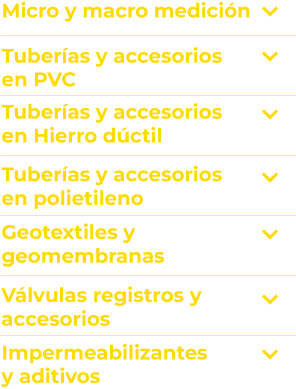 Micro y macro medición
Tuberías y accesorios
en PVC
Tuberías y accesorios
en Hierro dúctil
Tuberías y accesorios
en polietileno
Geotextiles y
geomembranas
Válvulas registros y
accesorios
Impermeabilizantes
y aditivos